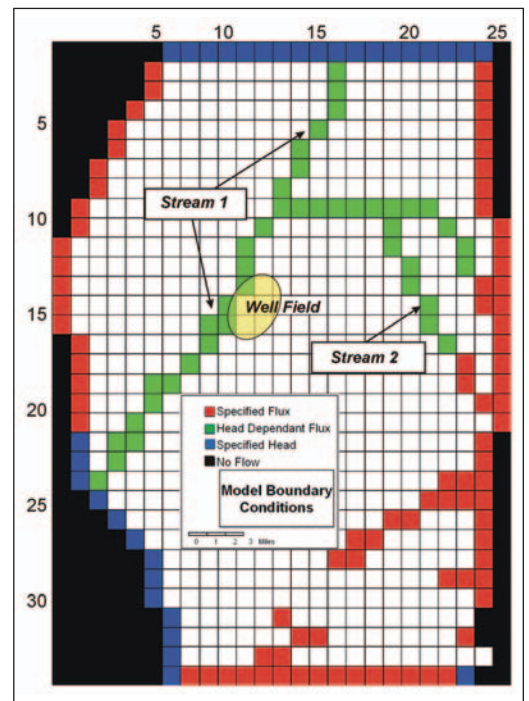 5 10 15 20 25
5
10
15
20
25
30
Stream 1
Well Field
Stream 2
Specified Flux
Head Dependant Flux
Specified Head
No Flow
Model Boundary
Conditions
0 1 2 3 Miles